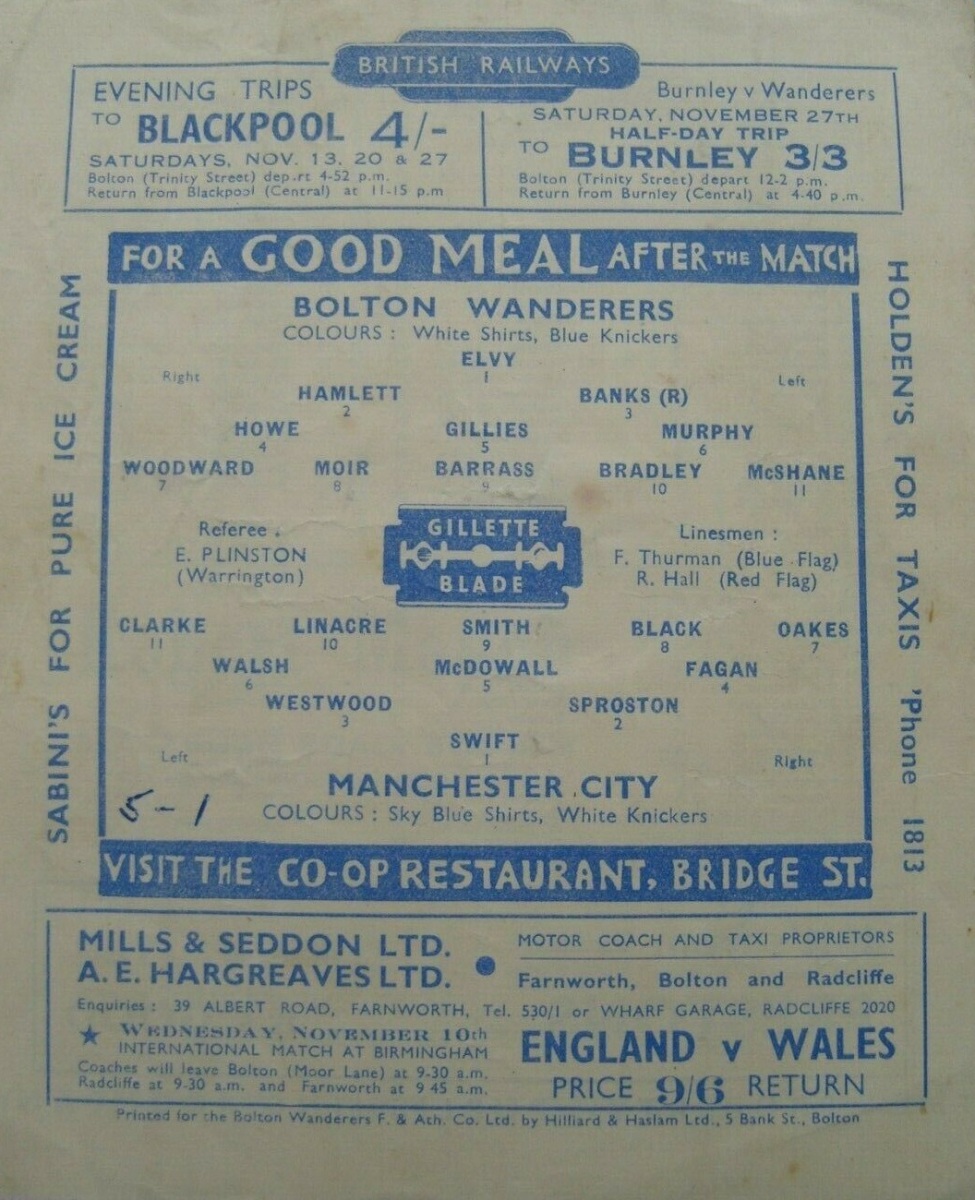 BRITISH RAILWAYS
EVENING TRIPS
TO BLACKPOOL 4/-
SATURDAYS, NOV. 13, 20 & 27
Bolton (Trinity Street) dep.rt 4-52 p.m.
Return from Blackpool (Central) at 11-15 p.m
Burnley v Wanderers
SATURDAY, NOVEMBER 27TH
HALF-DAY TRIP
TO BURNLEY 3/3
Bolton (Trinity Street) depart 12-2 p.m.
Return from Burnley (Central) at 4-40 p.m.
SABINI'S FOR PURE ICE CREAM
HOLDEN'S FOR TAXIS 'Phone 1813
FOR A GOOD MEAL AFTER THE MATCH
BOLTON WANDERERS
COLOURS : White Shirts, Blue Knickers
ELVY
1
Right Left
HAMLETT BANKS (R)
2 3
HOWE GILLIES MURPHY
4 5 6
WOODWARD MOIR BARRASS BRADLEY McSHANE
7 8 9 10 11
Referee :
E. PLINSTON
(Warrington)
GILLETTE
BLADE
Linesmen :
F. Thurman (Blue Flag)
R. Hall (Red Flag)
CLARKE LINACRE SMITH BLACK OAKES
11 10 9 8 7
WALSH McDOWALL FAGAN
6 5 4
WESTWOOD SPROSTON
3 2
SWIFT
1
Left Right
MANCHESTER CITY
COLOURS : Sky Blue Shirts, White Knickers
5-1
VISIT THE CO-OP RESTAURANT, BRIDGE ST.
MILLS & SEDDON LTD.
A. E. HARGREAVES LTD.
MOTOR COACH AND TAXI PROPRIETORS
Farnworth, Bolton and Radcliffe
Enquiries : 39 ALBERT ROAD, FARNWORTH, Tel. 530/1 or WHARF GARAGE, RADCLIFFE 2020
★ WEDNESDAY, NOVEMBER 10th
INTERNATIONAL MATCH AT BIRMINGHAM
Coaches will leave Bolton (Moor Lane) at 9-30 a.m.
Radcliffe at 9-30 a.m. and Farnworth at 9 45 a.m.
ENGLAND v WALES
PRICE 9/6 RETURN
Printed for the Bolton Wanderers F. & Ath. Co. Ltd. by Hilliard & Haslam Ltd., 5 Bank St., Bolton